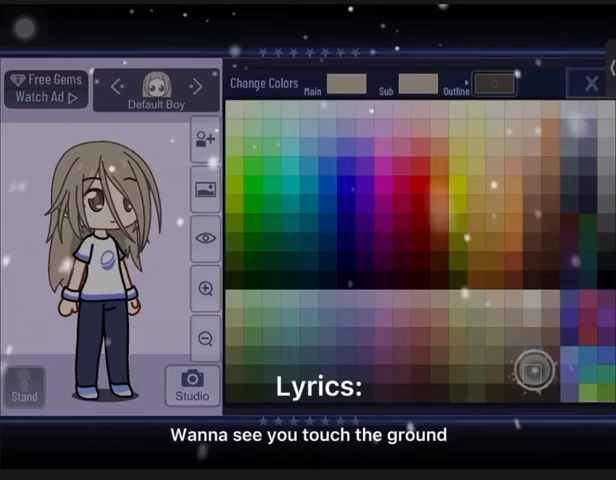 Free Gems
Watch Ad
Default Boy
Change Colors
Main
Sub
Outline
X
Stand
Studio
Lyrics:
Wanna see you touch the ground